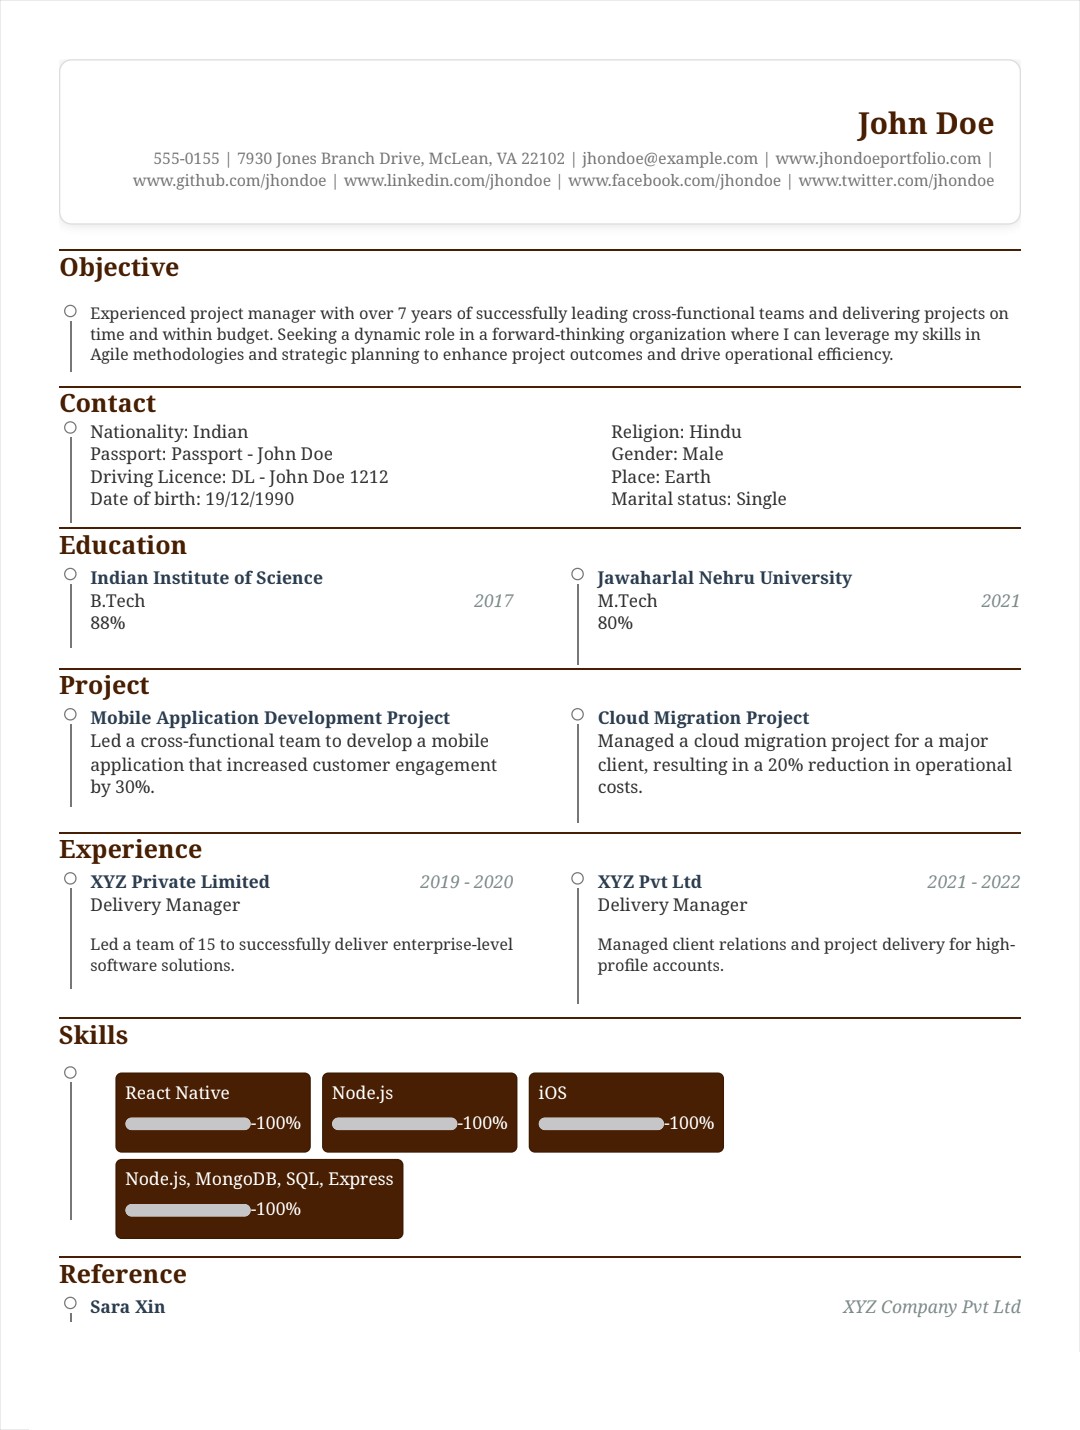 John Doe
555-0155 | 7930 Jones Branch Drive, McLean, VA 22102 | jhondoe@example.com | www.jhondoeportfolio.com |
www.github.com/jhondoe | www.linkedin.com/jhondoe | www.facebook.com/jhondoe | www.twitter.com/jhondoe
Objective
Experienced project manager with over 7 years of successfully leading cross-functional teams and delivering projects on
time and within budget. Seeking a dynamic role in a forward-thinking organization where I can leverage my skills in
Agile methodologies and strategic planning to enhance project outcomes and drive operational efficiency.
Contact
Nationality: Indian
Passport: Passport - John Doe
Driving Licence: DL - John Doe 1212
Date of birth: 19/12/1990
Religion: Hindu
Gender: Male
Place: Earth
Marital status: Single
Education
Indian Institute of Science
B.Tech 2017
88%
Jawaharlal Nehru University
M.Tech 2021
80%
Project
Mobile Application Development Project
Led a cross-functional team to develop a mobile
application that increased customer engagement
by 30%.
Cloud Migration Project
Managed a cloud migration project for a major
client, resulting in a 20% reduction in operational
costs.
Experience
XYZ Private Limited 2019 - 2020
Delivery Manager
Led a team of 15 to successfully deliver enterprise-level
software solutions.
XYZ Pvt Ltd 2021 - 2022
Delivery Manager
Managed client relations and project delivery for high-
profile accounts.
Skills
React Native
-100%
Node.js
-100%
iOS
-100%
Node.js, MongoDB, SQL, Express
-100%
Reference
Sara Xin XYZ Company Pvt Ltd